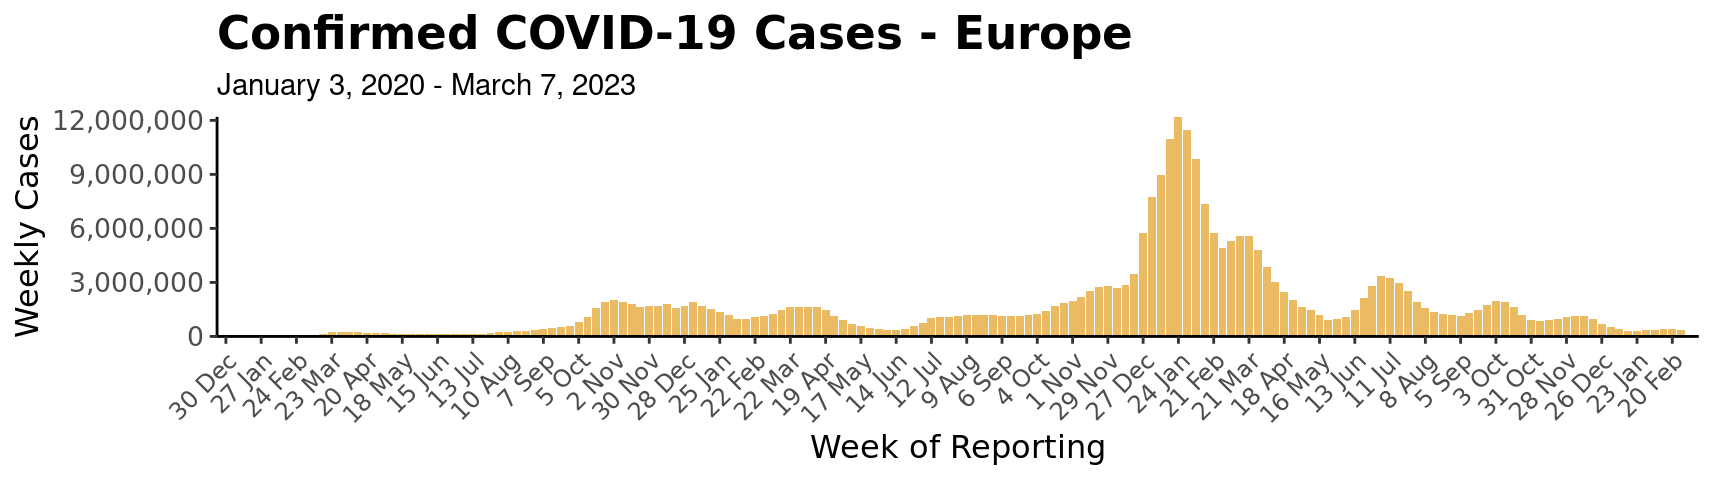 Confirmed COVID-19 Cases - Europe
January 3, 2020 - March 7, 2023
Weekly Cases
12,000,000
9,000,000
6,000,000
3,000,000
0
30 Dec
27 Jan
24 Feb
23 Mar
20 Apr
18 May
15 Jun
13 Jul
10 Aug
7 Sep
5 Oct
2 Nov
30 Nov
28 Dec
25 Jan
22 Feb
22 Mar
19 Apr
17 May
14 Jun
12 Jul
9 Aug
6 Sep
4 Oct
1 Nov
29 Nov
27 Dec
24 Jan
21 Feb
21 Mar
18 Apr
16 May
13 Jun
11 Jul
8 Aug
5 Sep
3 Oct
31 Oct
28 Nov
26 Dec
23 Jan
20 Feb
Week of Reporting